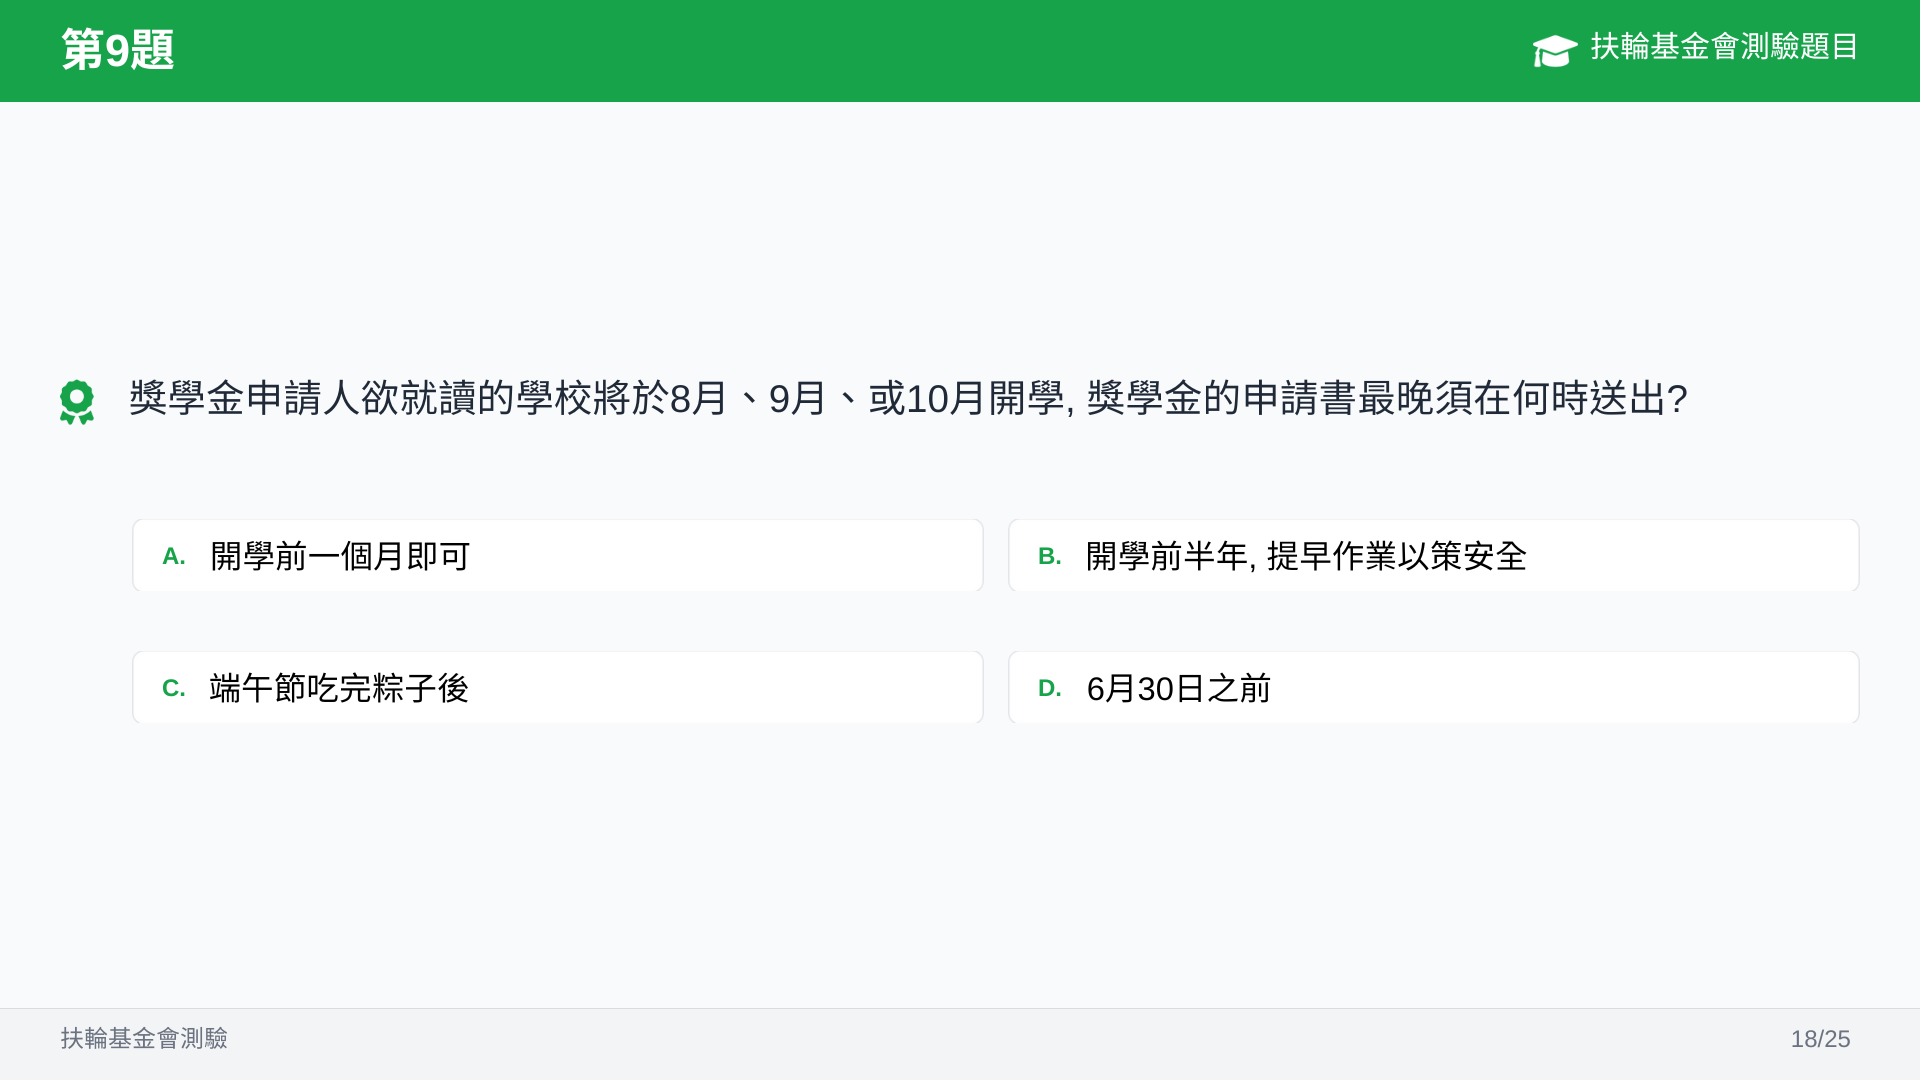 第9題
扶輪基金會測驗題目
獎學金申請人欲就讀的學校將於8月、9月、或10月開學, 獎學金的申請書最晚須在何時送出?
A. 開學前一個月即可
B. 開學前半年, 提早作業以策安全
C. 端午節吃完粽子後
D. 6月30日之前
扶輪基金會測驗
18/25